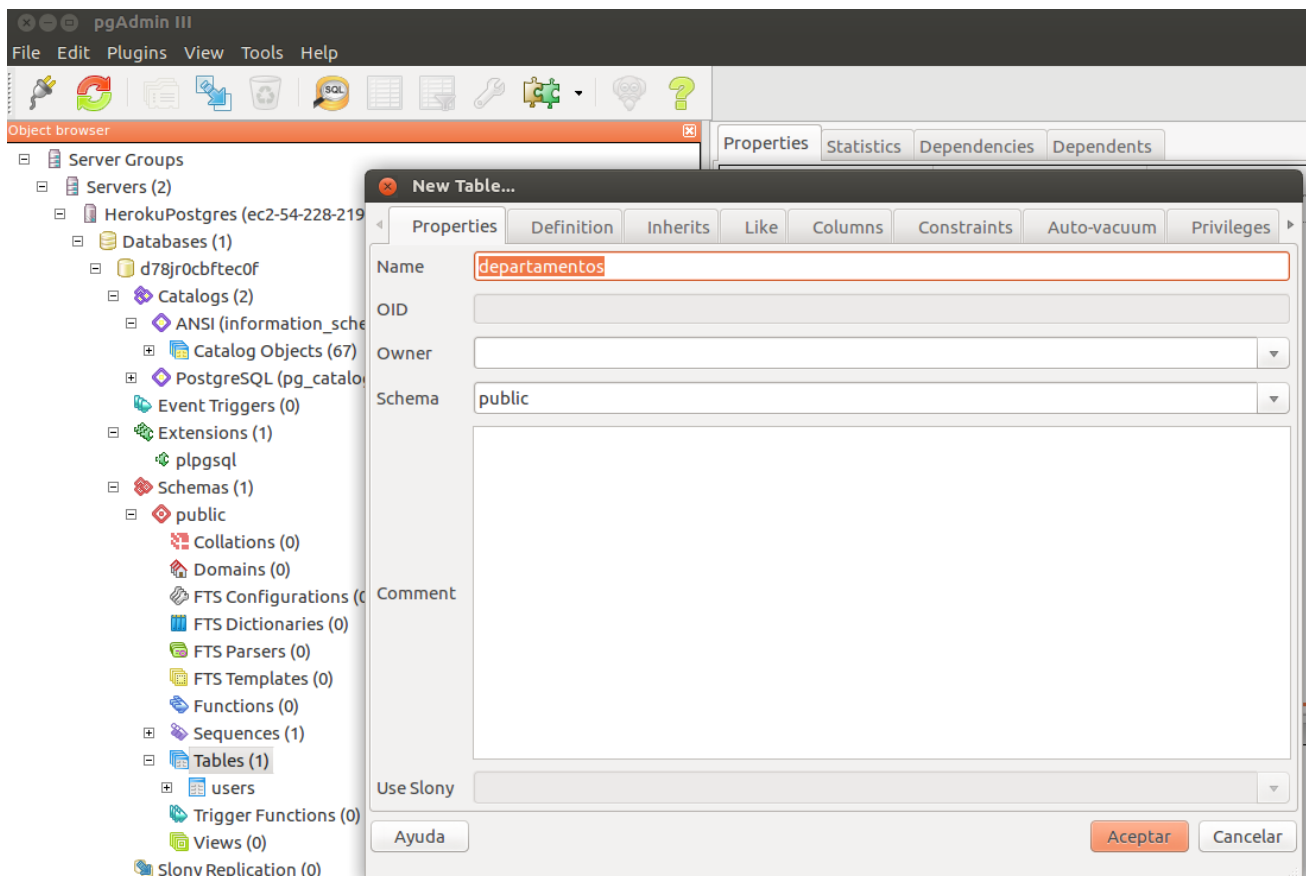 pgAdmin III
File Edit Plugins View Tools Help
SQL
Object browser
Server Groups
Servers (2)
HerokuPostgres (ec2-54-228-219
Databases (1)
d78jr0cbftec0f
Catalogs (2)
ANSI (information_sche
Catalog Objects (67)
PostgreSQL (pg_catalo
Event Triggers (0)
Extensions (1)
plpgsql
Schemas (1)
public
Collations (0)
Domains (0)
FTS Configurations (0
FTS Dictionaries (0)
FTS Parsers (0)
FTS Templates (0)
Functions (0)
Sequences (1)
Tables (1)
users
Trigger Functions (0)
Views (0)
Slony Replication (0)
Properties Statistics Dependencies Dependents
New Table...
Properties Definition Inherits Like Columns Constraints Auto-vacuum Privileges
Name departamentos
OID
Owner
Schema public
Comment
Use Slony
Ayuda Aceptar Cancelar